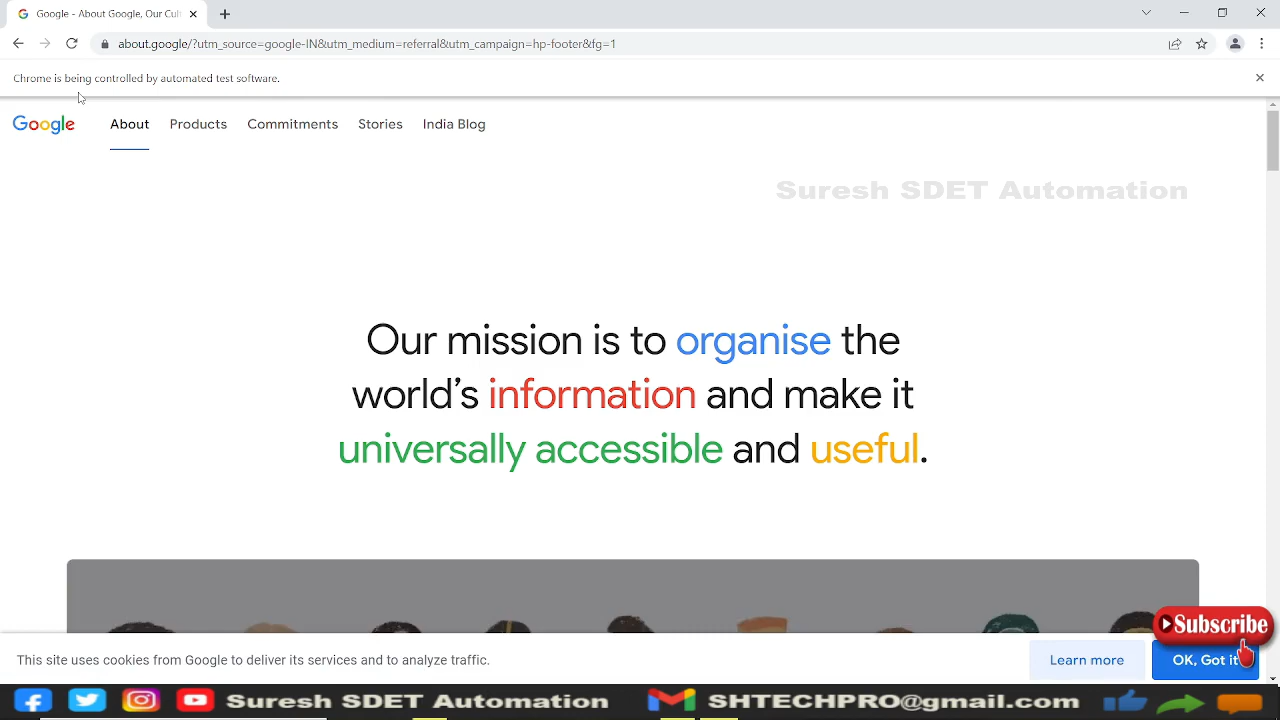 Google - About Google, Our Cult
about.google/?utm_source=google-IN&utm_medium=referral&utm_campaign=hp-footer&fg=1
Chrome is being controlled by automated test software.
Google About Products Commitments Stories India Blog
Suresh SDET Automation
Our mission is to organise the
world's information and make it
universally accessible and useful.
Subscribe
This site uses cookies from Google to deliver its services and to analyze traffic. Learn more OK, Got it
Suresh SDET Automation SHTECHPRO@gmail.com